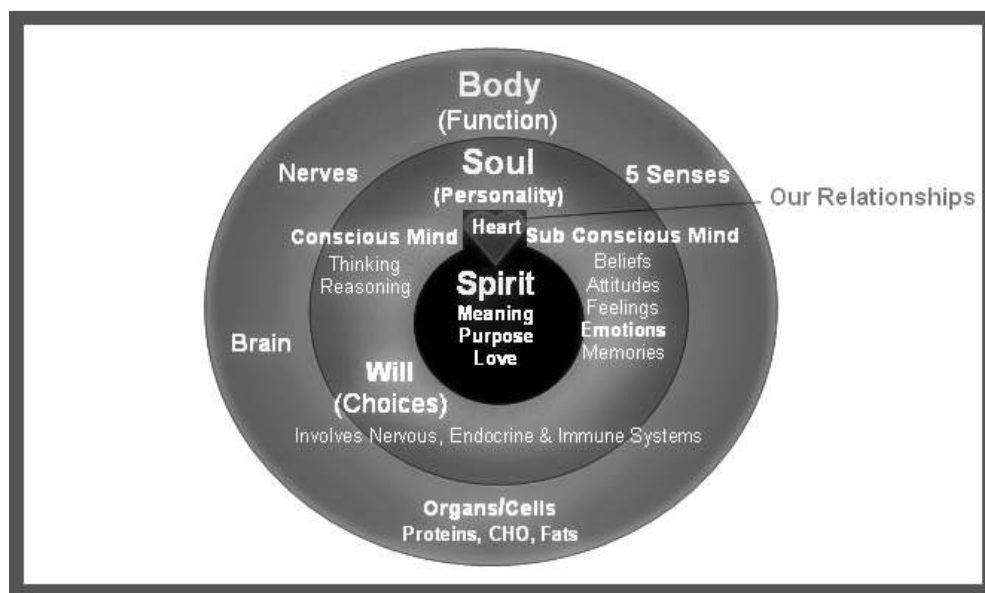 Body
(Function)
Soul
(Personality)
Nerves
5 Senses
Our Relationships
Heart
Conscious Mind
Thinking
Reasoning
Sub Conscious Mind
Beliefs
Attitudes
Feelings
Emotions
Memories
Spirit
Meaning
Purpose
Love
Brain
Will
(Choices)
Involves Nervous, Endocrine & Immune Systems
Organs/Cells
Proteins, CHO, Fats